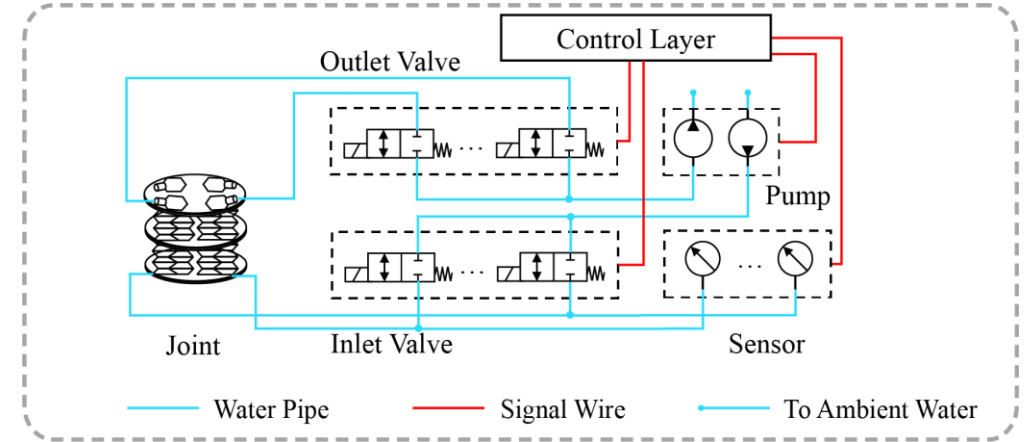 Control Layer
Outlet Valve
Pump
Joint
Inlet Valve
Sensor
Water Pipe
Signal Wire
To Ambient Water